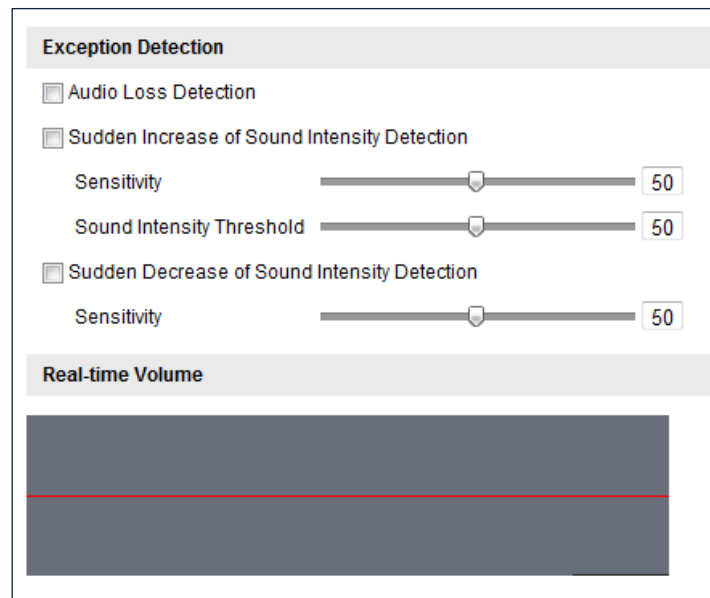 Exception Detection
Audio Loss Detection
Sudden Increase of Sound Intensity Detection
Sensitivity 50
Sound Intensity Threshold 50
Sudden Decrease of Sound Intensity Detection
Sensitivity 50
Real-time Volume